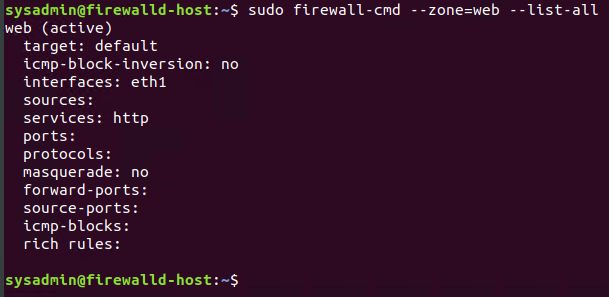 sysadmin@firewalld-host:~$ sudo firewall-cmd --zone=web --list-all
web (active)
  target: default
  icmp-block-inversion: no
  interfaces: eth1
  sources:
  services: http
  ports:
  protocols:
  masquerade: no
  forward-ports:
  source-ports:
  icmp-blocks:
  rich rules:
sysadmin@firewalld-host:~$